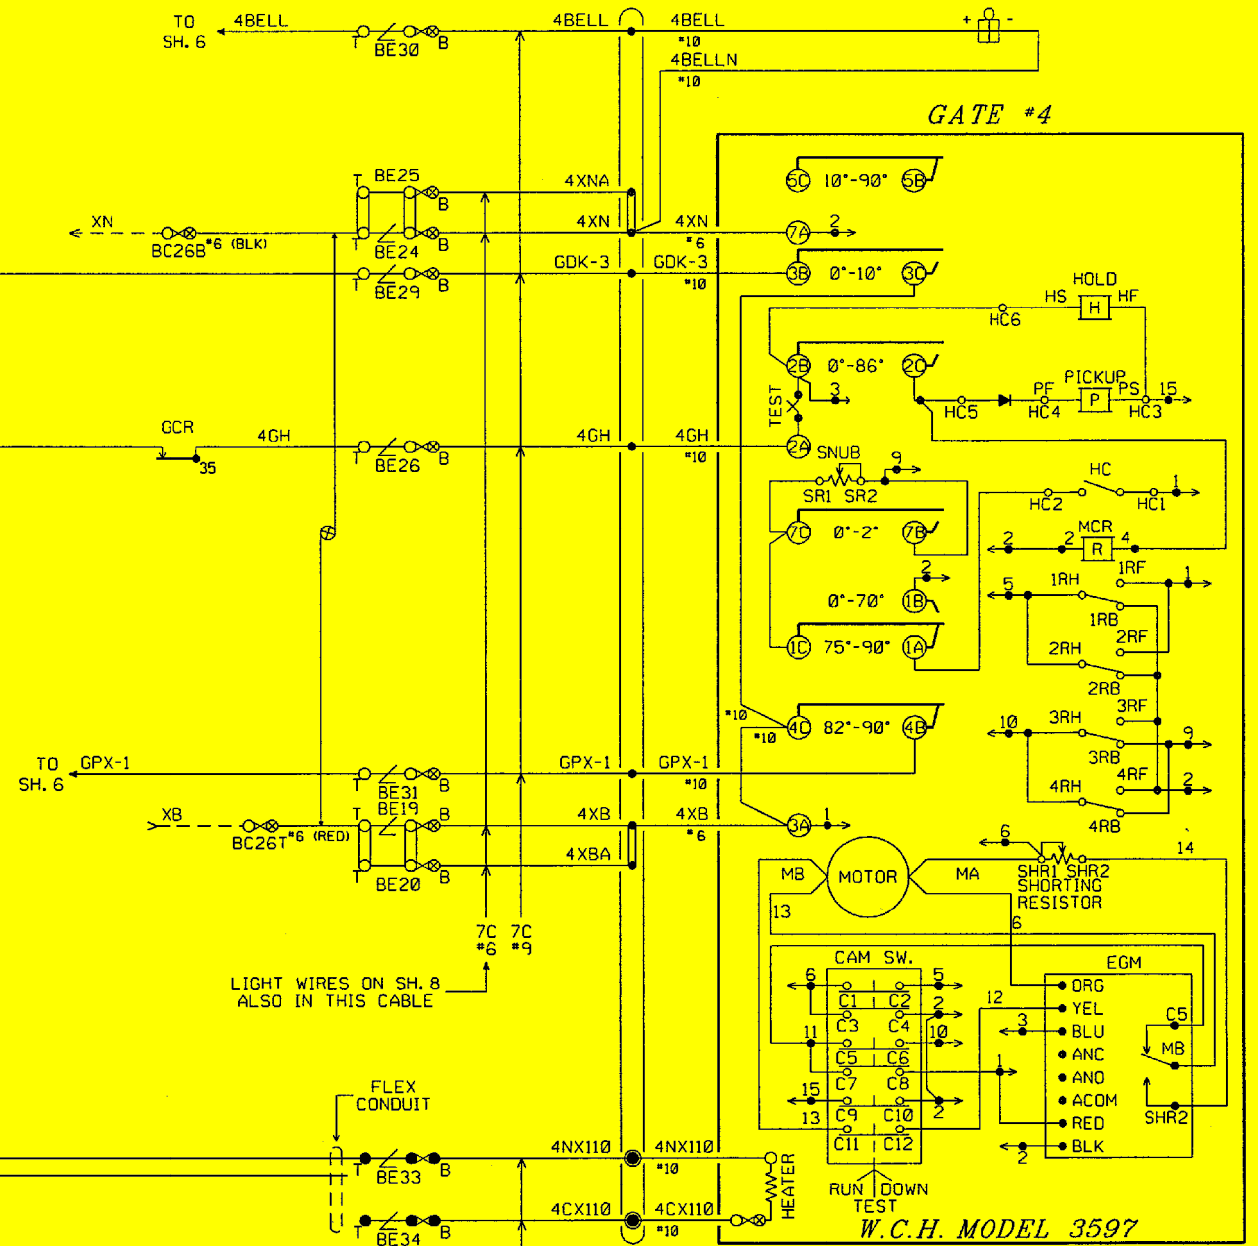 TO
SH. 6
4BELL
T
BE30
B
4BELL
4BELL
#10
4BELLN
#10
+ -
GATE #4
T BE25
B
4XNA
5C 10°-90° 5B
XN
BC26B #6 (BLK)
T
BE24
B
4XN
4XN
#6
7A 2
T
BE29
B
GDK-3
GDK-3
#10
3B 0°-10° 3C
HOLD
HS H HF
HC6
2B 0°-86° 2C
TEST
3
PICKUP
PF P PS 15
HC5 HC4 HC3
GCR
35
4GH
T
BE26
B
4GH
4GH
#10
2A
SNUB
9
SR1 SR2
HC
HC2 HC1 1
7C 0°-2° 7B
MCR
2 2 R 4
2
0°-70° 1B
5 1RH 1RF 1
1RB
2RF
1C 75°-90° 1A
2RH
2RB
#10
#10
4C 82°-90° 4B
3RF
10 3RH 9
3RB
4RF
4RH 2
4RB
TO
SH. 6
GPX-1
T
BE31
B
GPX-1
GPX-1
#10
XB
BC26T #6 (RED)
BE19
T
B
4XB
4XB
#6
3A 1
T
BE20
B
4XBA
MB MOTOR MA
6
SHR1 SHR2
SHORTING
RESISTOR
14
13
6
7C 7C
#6 #9
LIGHT WIRES ON SH. 8
ALSO IN THIS CABLE
CAM SW.
EGM
6 C1 C2 5
C3 C4 2
11 C5 C6 10
C7 C8 1
15 C9 C10 2
13 C11 C12
12
3
2
ORG
YEL
BLU
ANC
ANO
ACOM
RED
BLK
C5
MB
SHR2
RUN DOWN
TEST
FLEX
CONDUIT
T
BE33
B
4NX110
4NX110
#10
HEATER
T
BE34
B
4CX110
4CX110
#10
W.C.H. MODEL 3597